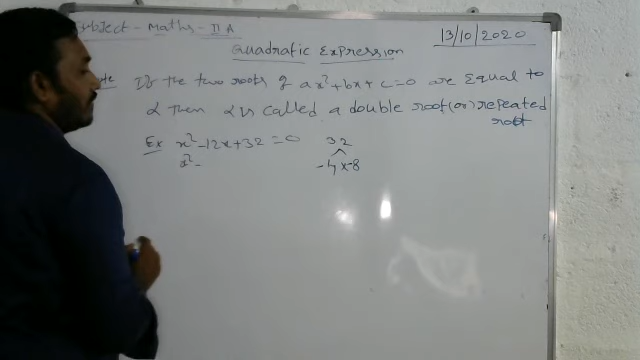 Subject - Maths - II A
13/10/2020
Quadratic Expression
If the two roots of ax²+bx+c=0 are Equal to
α then α is called a double root (or) repeated
root
Ex x²-12x+32=0 32
x²- -4x-8